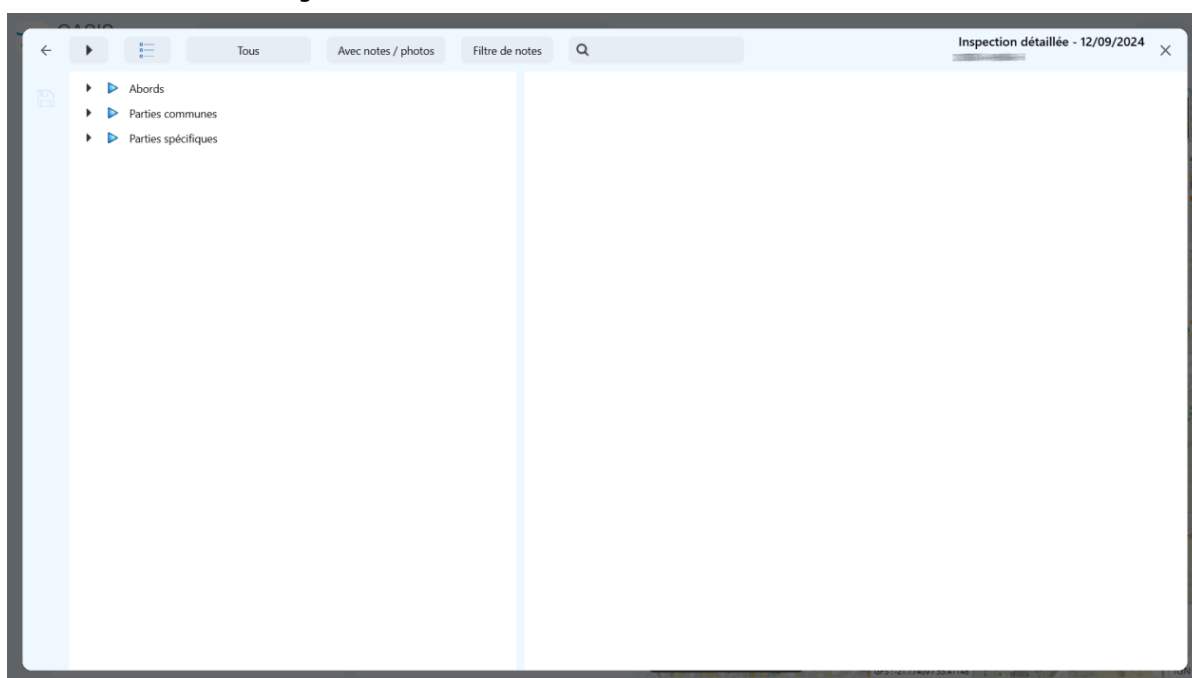 Tous
Avec notes / photos
Filtre de notes
Inspection détaillée - 12/09/2024
Abords
Parties communes
Parties spécifiques